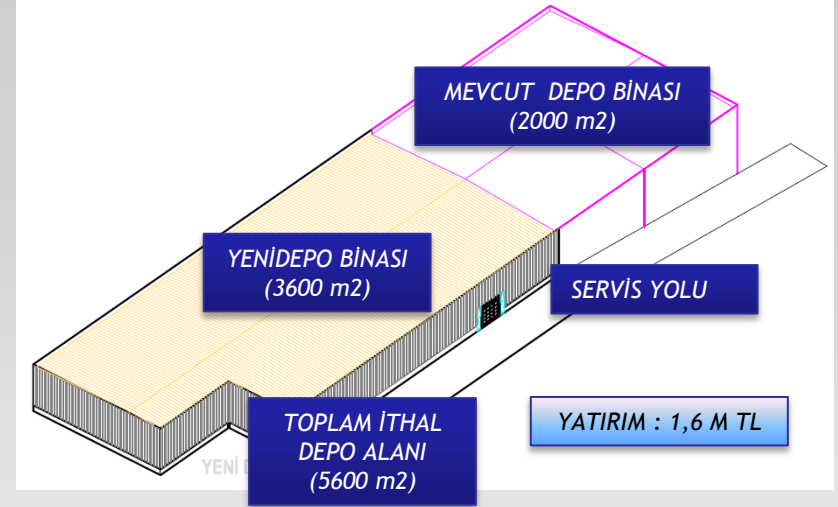 MEVCUT DEPO BİNASI
(2000 m2)
YENİDEPO BİNASI
(3600 m2)
SERVİS YOLU
TOPLAM İTHAL
DEPO ALANI
(5600 m2)
YATIRIM : 1,6 M TL
YENİ